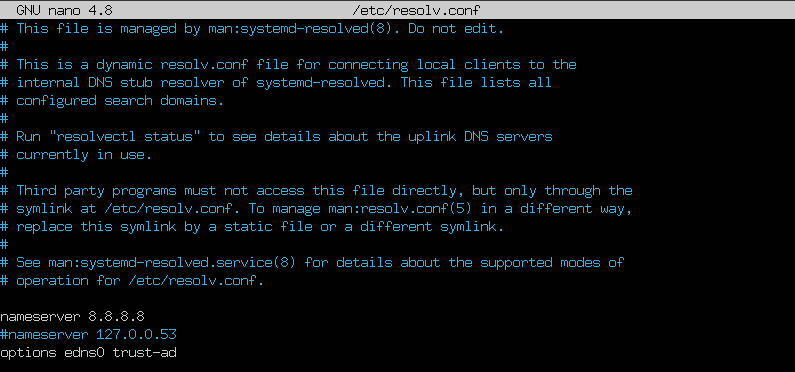 GNU nano 4.8 /etc/resolv.conf
# This file is managed by man:systemd-resolved(8). Do not edit.
#
# This is a dynamic resolv.conf file for connecting local clients to the
# internal DNS stub resolver of systemd-resolved. This file lists all
# configured search domains.
#
# Run "resolvectl status" to see details about the uplink DNS servers
# currently in use.
#
# Third party programs must not access this file directly, but only through the
# symlink at /etc/resolv.conf. To manage man:resolv.conf(5) in a different way,
# replace this symlink by a static file or a different symlink.
#
# See man:systemd-resolved.service(8) for details about the supported modes of
# operation for /etc/resolv.conf.

nameserver 8.8.8.8
#nameserver 127.0.0.53
options edns0 trust-ad